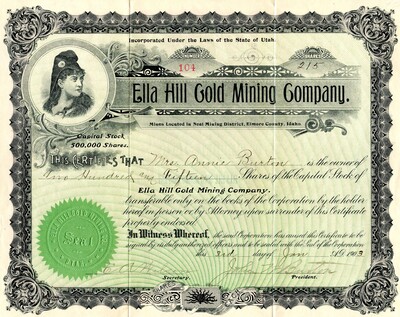 Incorporated Under the Laws of the State of Utah
104
SHARES
215
Ella Hill Gold Mining Company.
Mines Located in Neal Mining District, Elmore County, Idaho.
Capital Stock
500,000 Shares.
THIS CERTIFIES THAT Mrs Annie Burton is the owner of
Two Hundred and Fifteen Shares of the Capital Stock of
Ella Hill Gold Mining Company.
transferable only on the books of the Corporation by the holder
hereof in person or by Attorney upon surrender of this Certificate
properly endorsed.
In Witness Whereof, the said Corporation has caused this Certificate to be
signed by its duly authorized officers and to be sealed with the Seal of the Corporation
this 3rd day of Jan 1903
Seal
Secretary.
President.